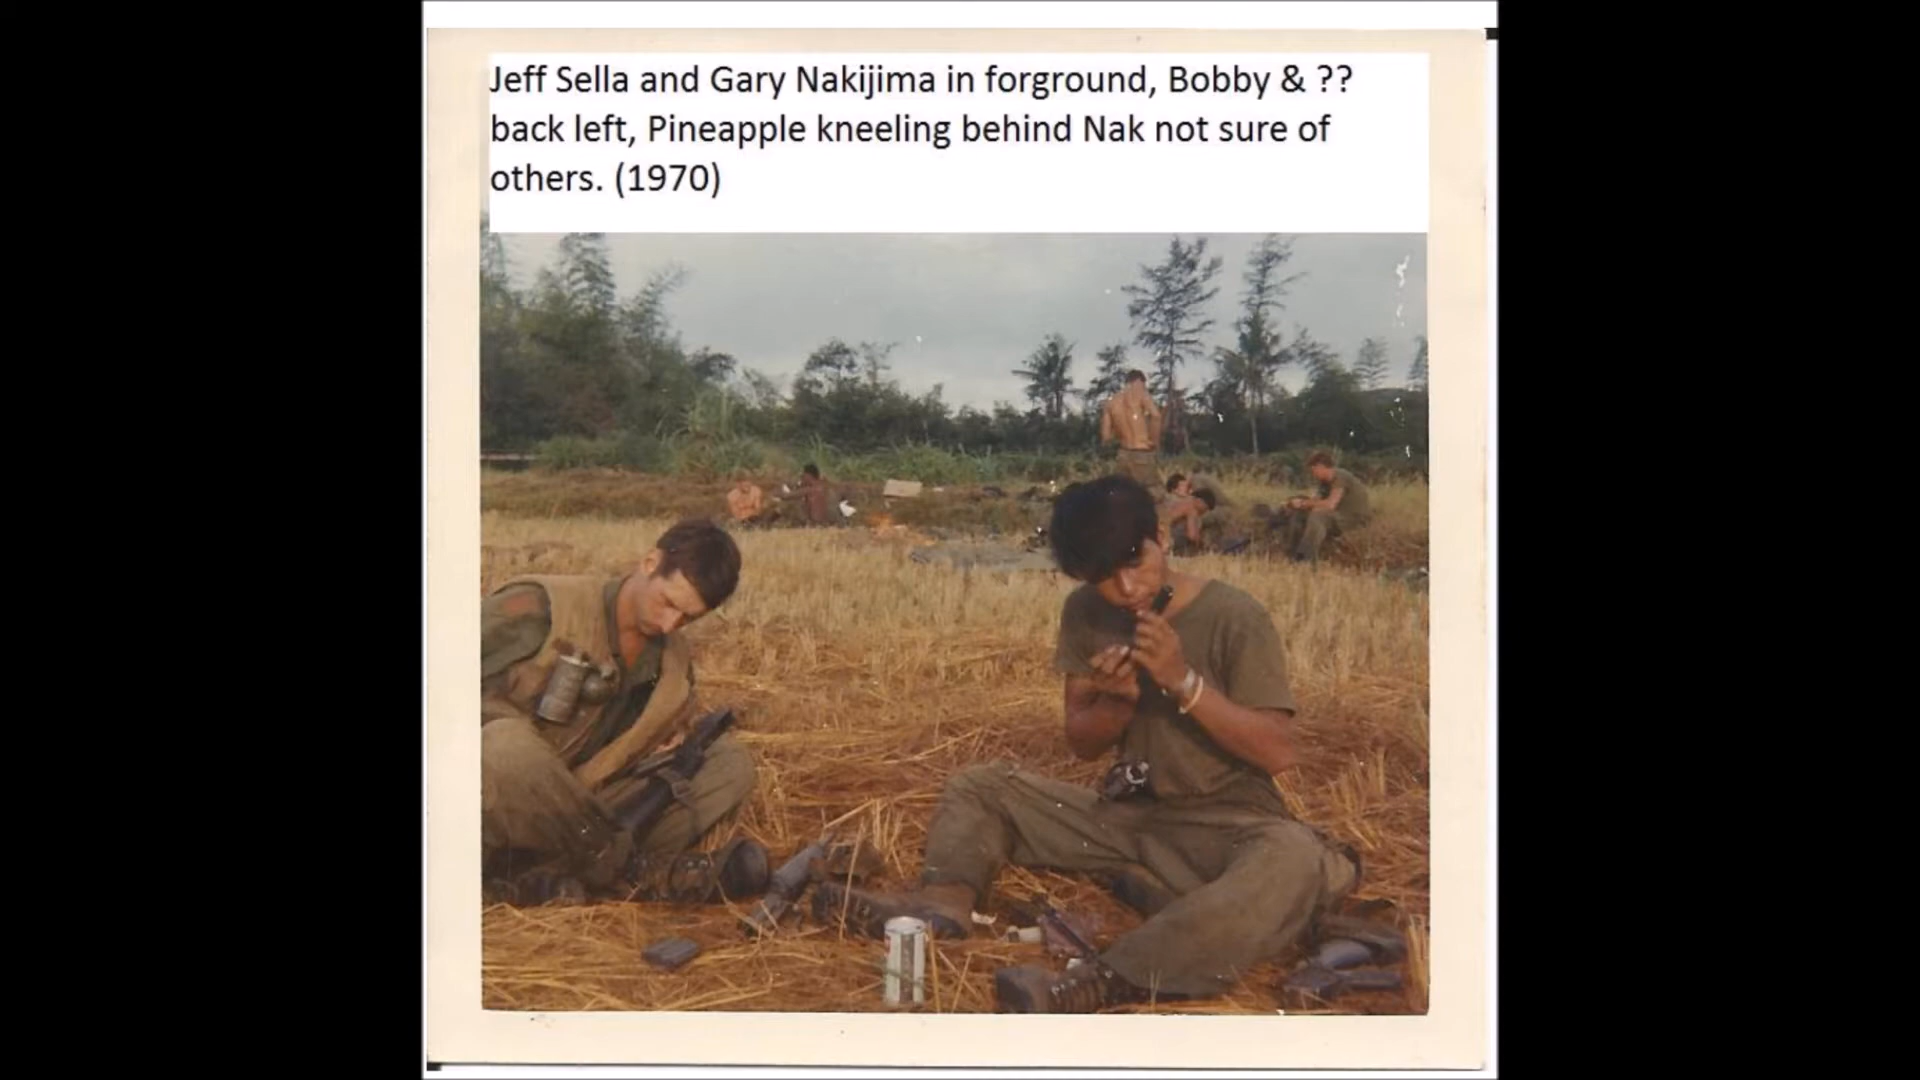 Jeff Sella and Gary Nakijima in forground, Bobby & ??
back left, Pineapple kneeling behind Nak not sure of
others. (1970)